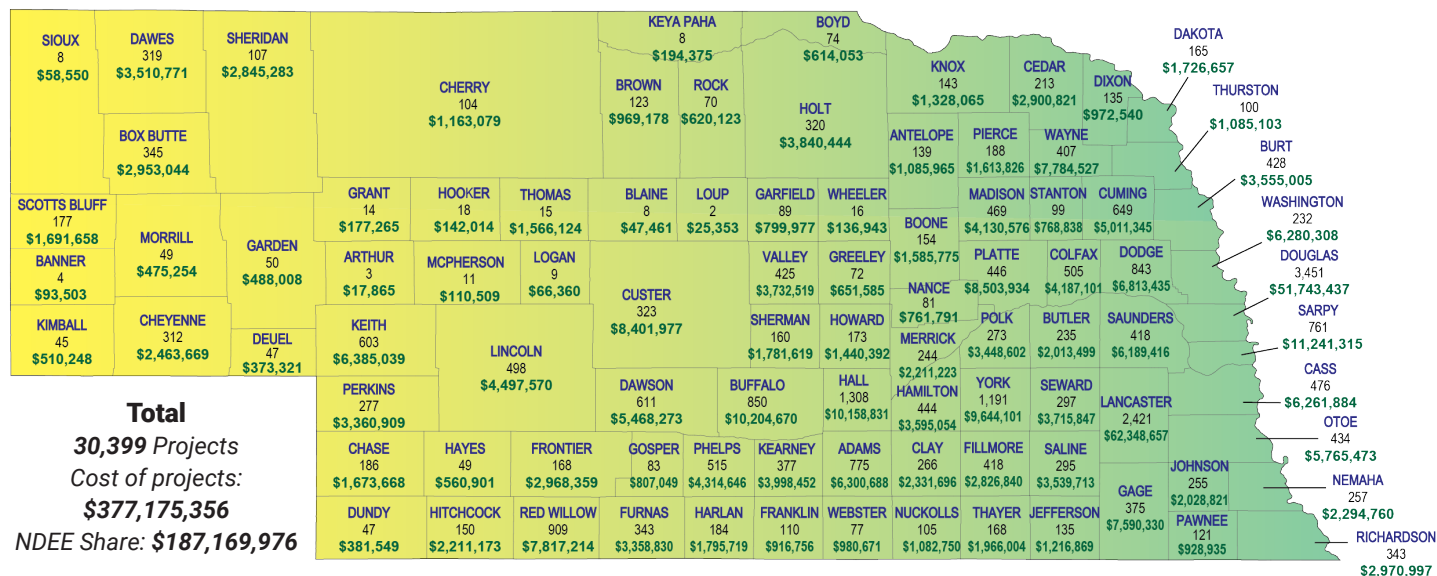 SIOUX
8
$58,550
DAWES
319
$3,510,771
SHERIDAN
107
$2,845,283
CHERRY
104
$1,163,079
KEYA PAHA
8
$194,375
BOYD
74
$614,053
BROWN
123
$969,178
ROCK
70
$620,123
HOLT
320
$3,840,444
KNOX
143
$1,328,065
CEDAR
213
$2,900,821
DIXON
135
$972,540
DAKOTA
165
$1,726,657
THURSTON
100
$1,085,103
BOX BUTTE
345
$2,953,044
ANTELOPE
139
$1,085,965
PIERCE
188
$1,613,826
WAYNE
407
$7,784,527
BURT
428
$3,555,005
SCOTTS BLUFF
177
$1,691,658
MORRILL
49
$475,254
GARDEN
50
$488,008
GRANT
14
$177,265
HOOKER
18
$142,014
THOMAS
15
$1,566,124
BLAINE
8
$47,461
LOUP
2
$25,353
GARFIELD
89
$799,977
WHEELER
16
$136,943
BOONE
154
$1,585,775
MADISON
469
$4,130,576
STANTON
99
$768,838
CUMING
649
$5,011,345
WASHINGTON
232
$6,280,308
BANNER
4
$93,503
ARTHUR
3
$17,865
MCPHERSON
11
$110,509
LOGAN
9
$66,360
CUSTER
323
$8,401,977
VALLEY
425
$3,732,519
GREELEY
72
$651,585
NANCE
81
$761,791
PLATTE
446
$8,503,934
COLFAX
505
$4,187,101
DODGE
843
$6,813,435
DOUGLAS
3,451
$51,743,437
KIMBALL
45
$510,248
CHEYENNE
312
$2,463,669
DEUEL
47
$373,321
KEITH
603
$6,385,039
LINCOLN
498
$4,497,570
SHERMAN
160
$1,781,619
HOWARD
173
$1,440,392
MERRICK
244
$2,211,223
POLK
273
$3,448,602
BUTLER
235
$2,013,499
SAUNDERS
418
$6,189,416
SARPY
761
$11,241,315
PERKINS
277
$3,360,909
DAWSON
611
$5,468,273
BUFFALO
850
$10,204,670
HALL
1,308
$10,158,831
HAMILTON
444
$3,595,054
YORK
1,191
$9,644,101
SEWARD
297
$3,715,847
LANCASTER
2,421
$62,348,657
CASS
476
$6,261,884
OTOE
434
$5,765,473
Total
30,399 Projects
Cost of projects:
$377,175,356
NDEE Share: $187,169,976
CHASE
186
$1,673,668
HAYES
49
$560,901
FRONTIER
168
$2,968,359
GOSPER
83
$807,049
PHELPS
515
$4,314,646
KEARNEY
377
$3,998,452
ADAMS
775
$6,300,688
CLAY
266
$2,331,696
FILLMORE
418
$2,826,840
SALINE
295
$3,539,713
GAGE
375
$7,590,330
JOHNSON
255
$2,028,821
NEMAHA
257
$2,294,760
DUNDY
47
$381,549
HITCHCOCK
150
$2,211,173
RED WILLOW
909
$7,817,214
FURNAS
343
$3,358,830
HARLAN
184
$1,795,719
FRANKLIN
110
$916,756
WEBSTER
77
$980,671
NUCKOLLS
105
$1,082,750
THAYER
168
$1,966,004
JEFFERSON
135
$1,216,869
PAWNEE
121
$928,935
RICHARDSON
343
$2,970,997